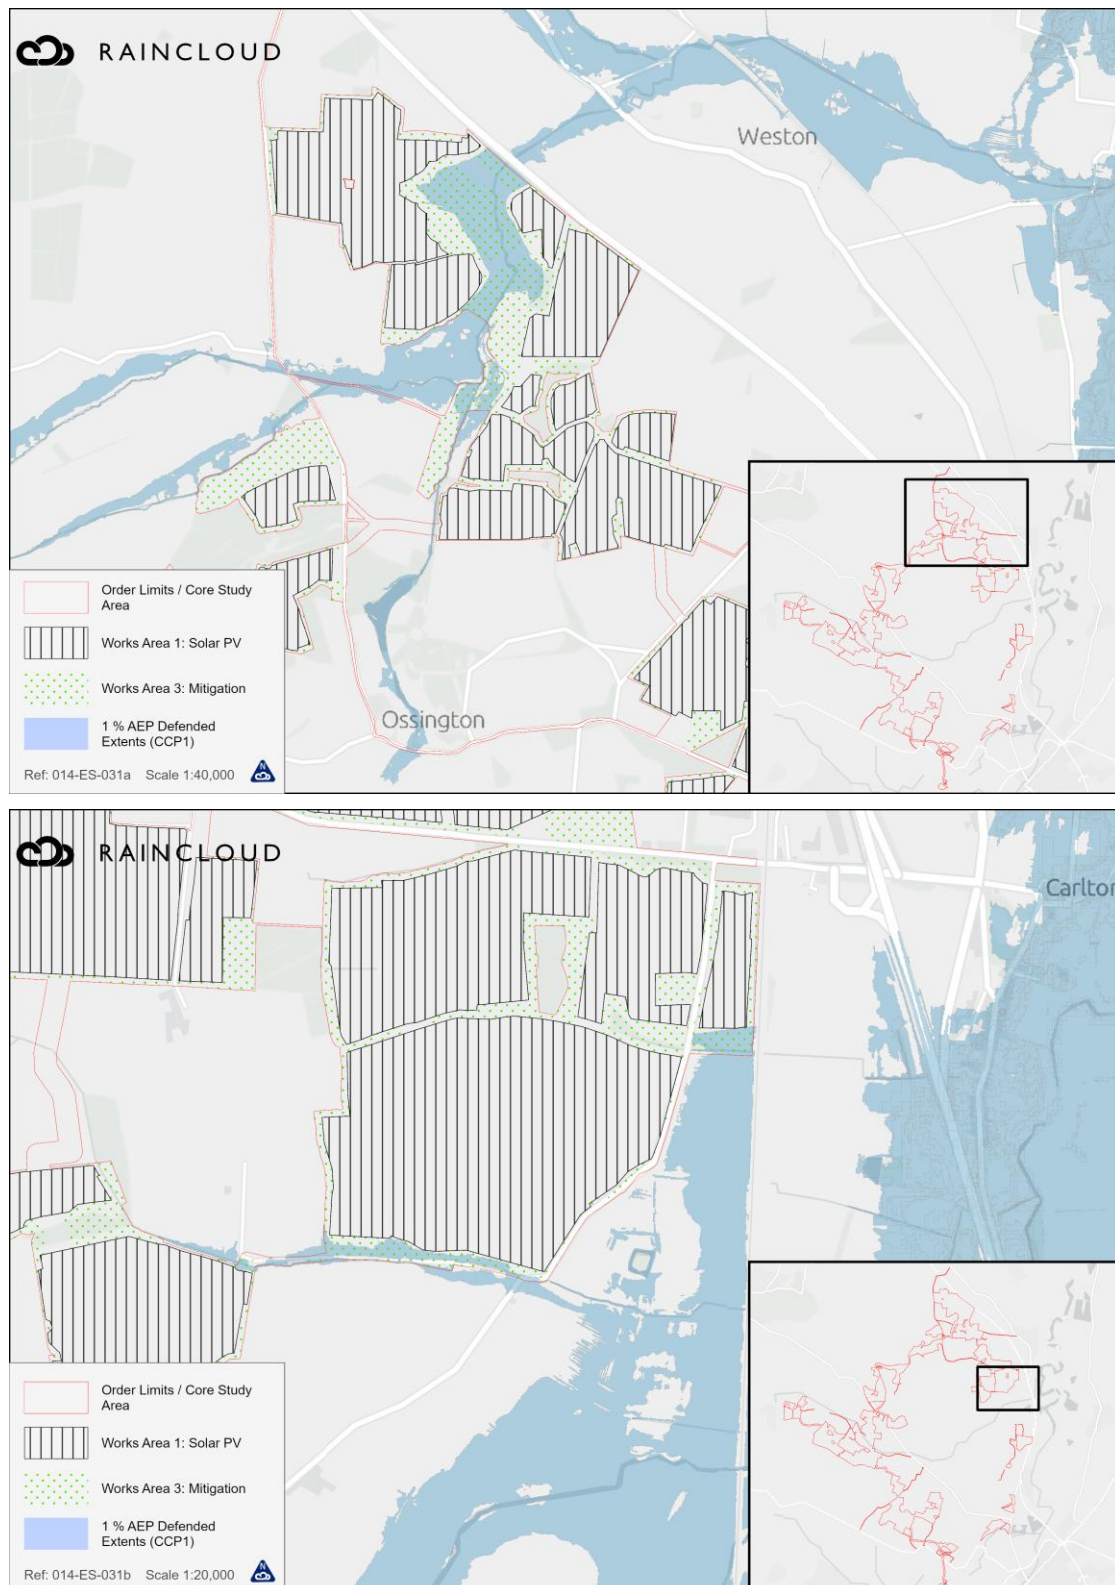 RAINCLOUD
Weston
Ossington
Order Limits / Core Study
Area
Works Area 1: Solar PV
Works Area 3: Mitigation
1 % AEP Defended
Extents (CCP1)
Ref: 014-ES-031a Scale 1:40,000
N
RAINCLOUD
Carlton
Order Limits / Core Study
Area
Works Area 1: Solar PV
Works Area 3: Mitigation
1 % AEP Defended
Extents (CCP1)
Ref: 014-ES-031b Scale 1:20,000
N